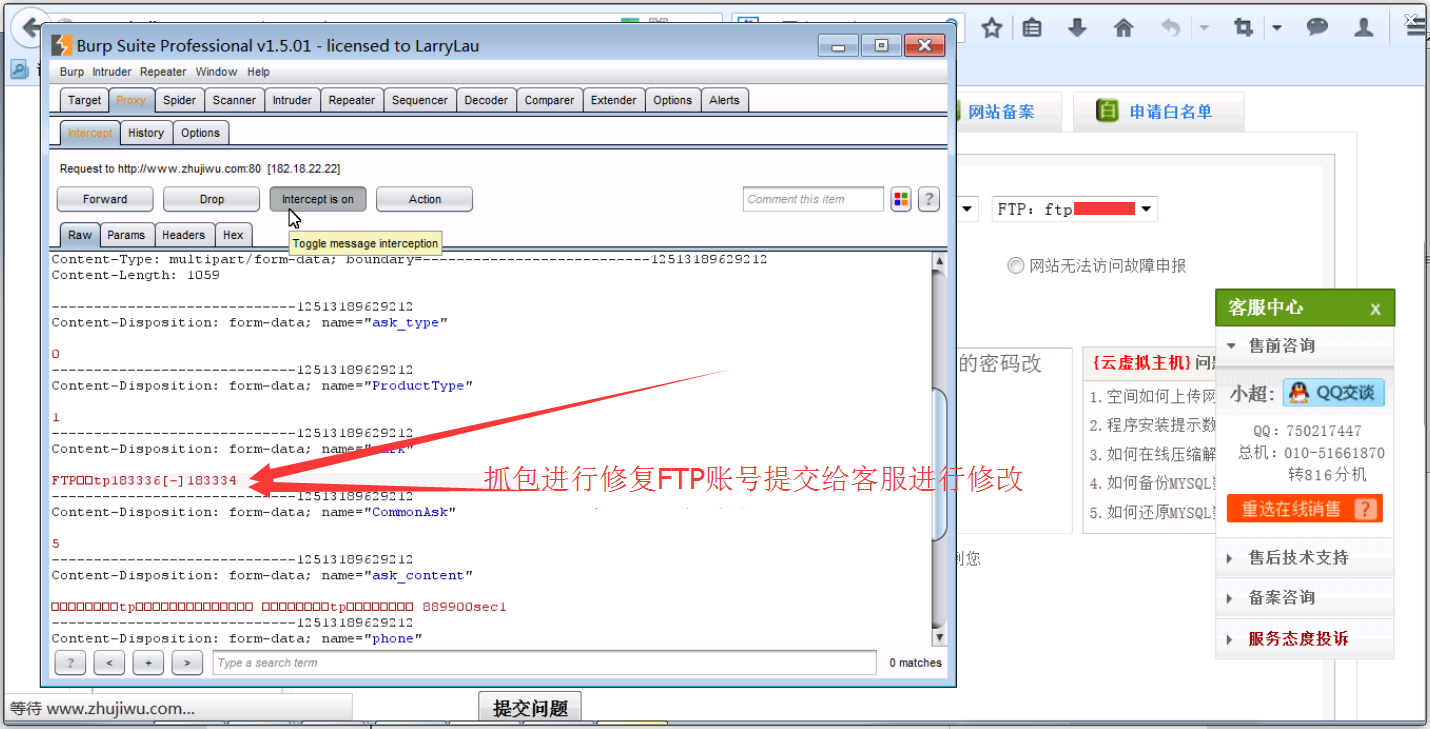 Burp Suite Professional v1.5.01 - licensed to LarryLau
Burp Intruder Repeater Window Help
Target Proxy Spider Scanner Intruder Repeater Sequencer Decoder Comparer Extender Options Alerts
Intercept History Options
Request to http://www.zhujiwu.com:80 [182.18.22.22]
Forward Drop Intercept is on Action Comment this item ?
Raw Params Headers Hex
Toggle message interception
Content-Type: multipart/form-data; boundary=---------------------------12513189629212
Content-Length: 1059
-----------------------------12513189629212
Content-Disposition: form-data; name="ask_type"
0
-----------------------------12513189629212
Content-Disposition: form-data; name="ProductType"
1
-----------------------------12513189629212
Content-Disposition: form-data;
FTP□□tp183336[-]183334
-----------------------------12513189629212
Content-Disposition: form-data; name="CommonAsk"
5
-----------------------------12513189629212
Content-Disposition: form-data; name="ask_content"
□□□□□□□□tp□□□□□□□□□□□□□□ □□□□□□□□tp□□□□□□□□ 889900sec1
-----------------------------12513189629212
Content-Disposition: form-data; name="phone"
? < + > Type a search term 0 matches
抓包进行修复FTP账号提交给客服进行修改
网站备案 申请白名单
FTP: ftp
网站无法访问故障申报
的密码改
{云虚拟主机}
1.空间如何上传网
2.程序安装提示数
3.如何在线压缩解
4.如何备份MYSQL
5.如何还原MYSQL
到您
客服中心 x
售前咨询
小超: QQ交谈
QQ: 750217447
总机: 010-51661870
转816分机
重选在线销售 ?
售后技术支持
备案咨询
服务态度投诉
等待 www.zhujiwu.com...
提交问题